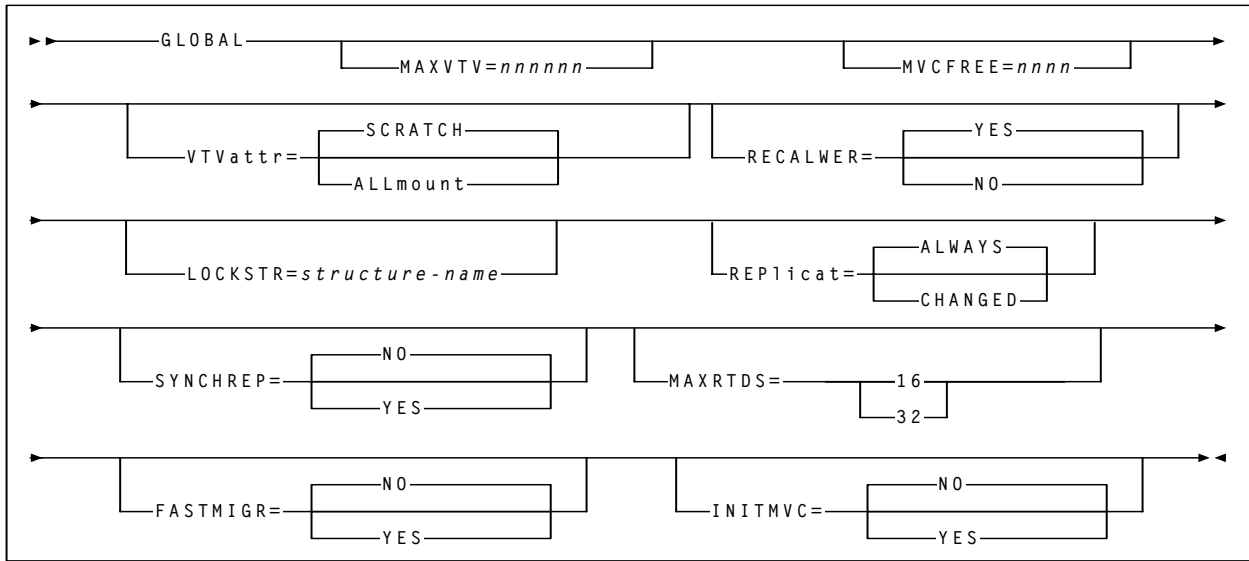 GLOBAL
MAXVTV=nnnnnn
MVCFREE=nnnn
VTVattr=
SCRATCH
ALLmount
RECALWER=
YES
NO
LOCKSTR=structure-name
REPlicat=
ALWAYS
CHANGED
SYNCHREP=
NO
YES
MAXRTDS=
16
32
FASTMIGR=
NO
YES
INITMVC=
NO
YES